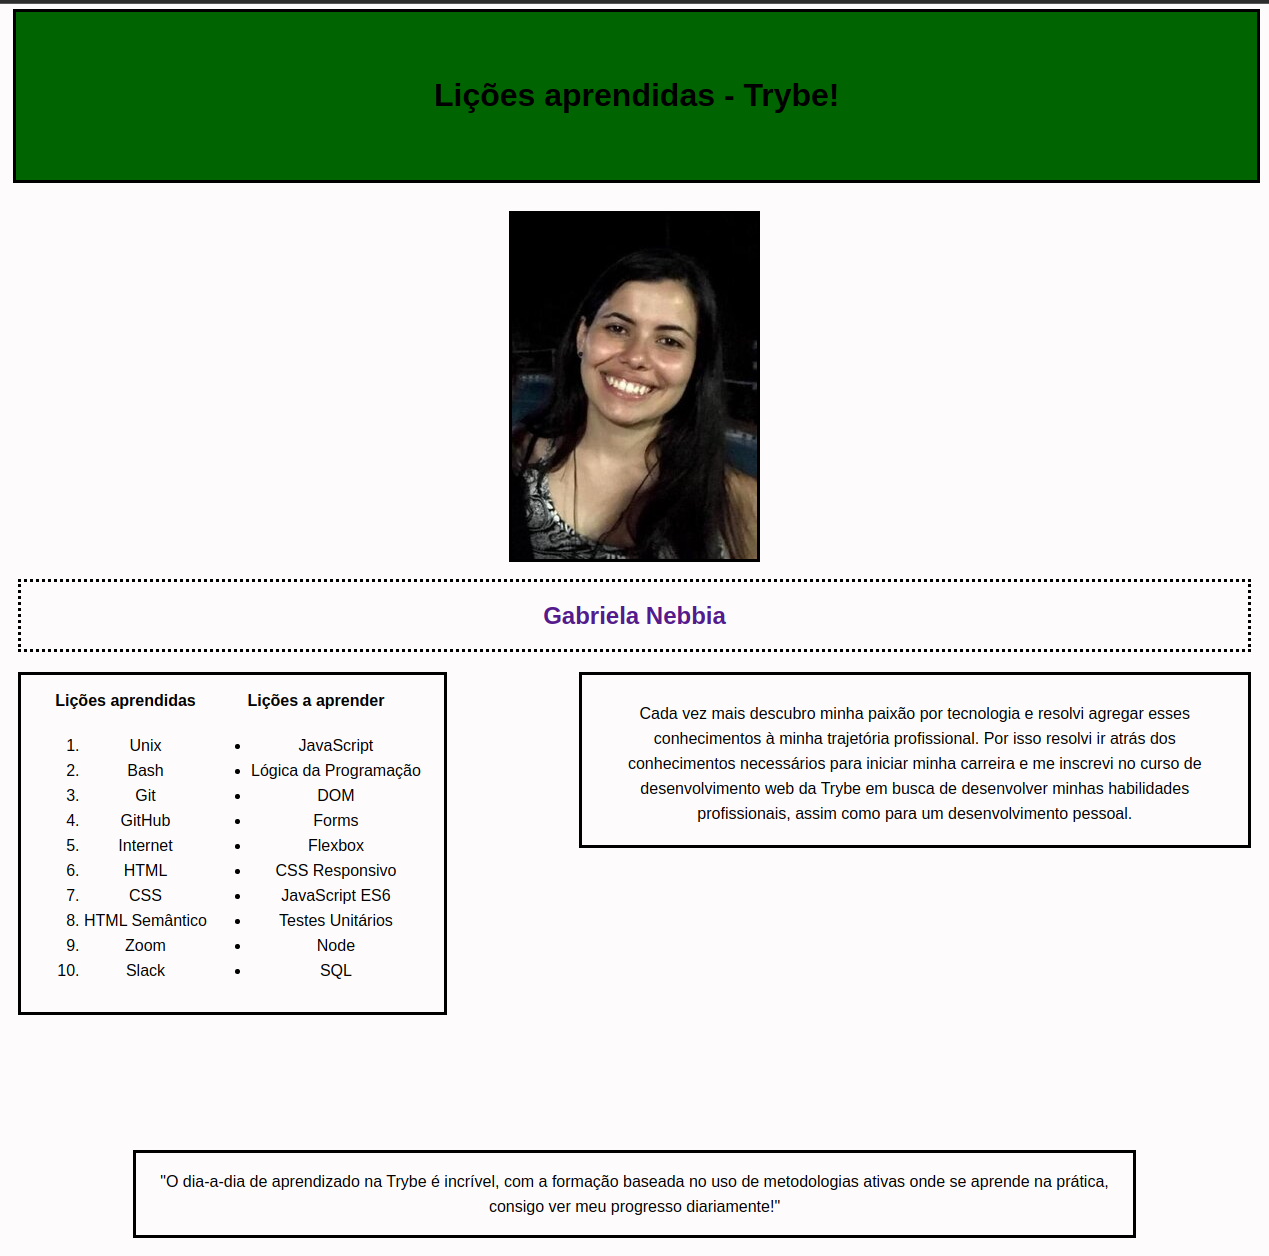 Lições aprendidas - Trybe!
Gabriela Nebbia
Lições aprendidas
1. Unix
2. Bash
3. Git
4. GitHub
5. Internet
6. HTML
7. CSS
8. HTML Semântico
9. Zoom
10. Slack
Lições a aprender
• JavaScript
• Lógica da Programação
• DOM
• Forms
• Flexbox
• CSS Responsivo
• JavaScript ES6
• Testes Unitários
• Node
• SQL
Cada vez mais descubro minha paixão por tecnologia e resolvi agregar esses
conhecimentos à minha trajetória profissional. Por isso resolvi ir atrás dos
conhecimentos necessários para iniciar minha carreira e me inscrevi no curso de
desenvolvimento web da Trybe em busca de desenvolver minhas habilidades
profissionais, assim como para um desenvolvimento pessoal.
"O dia-a-dia de aprendizado na Trybe é incrível, com a formação baseada no uso de metodologias ativas onde se aprende na prática,
consigo ver meu progresso diariamente!"